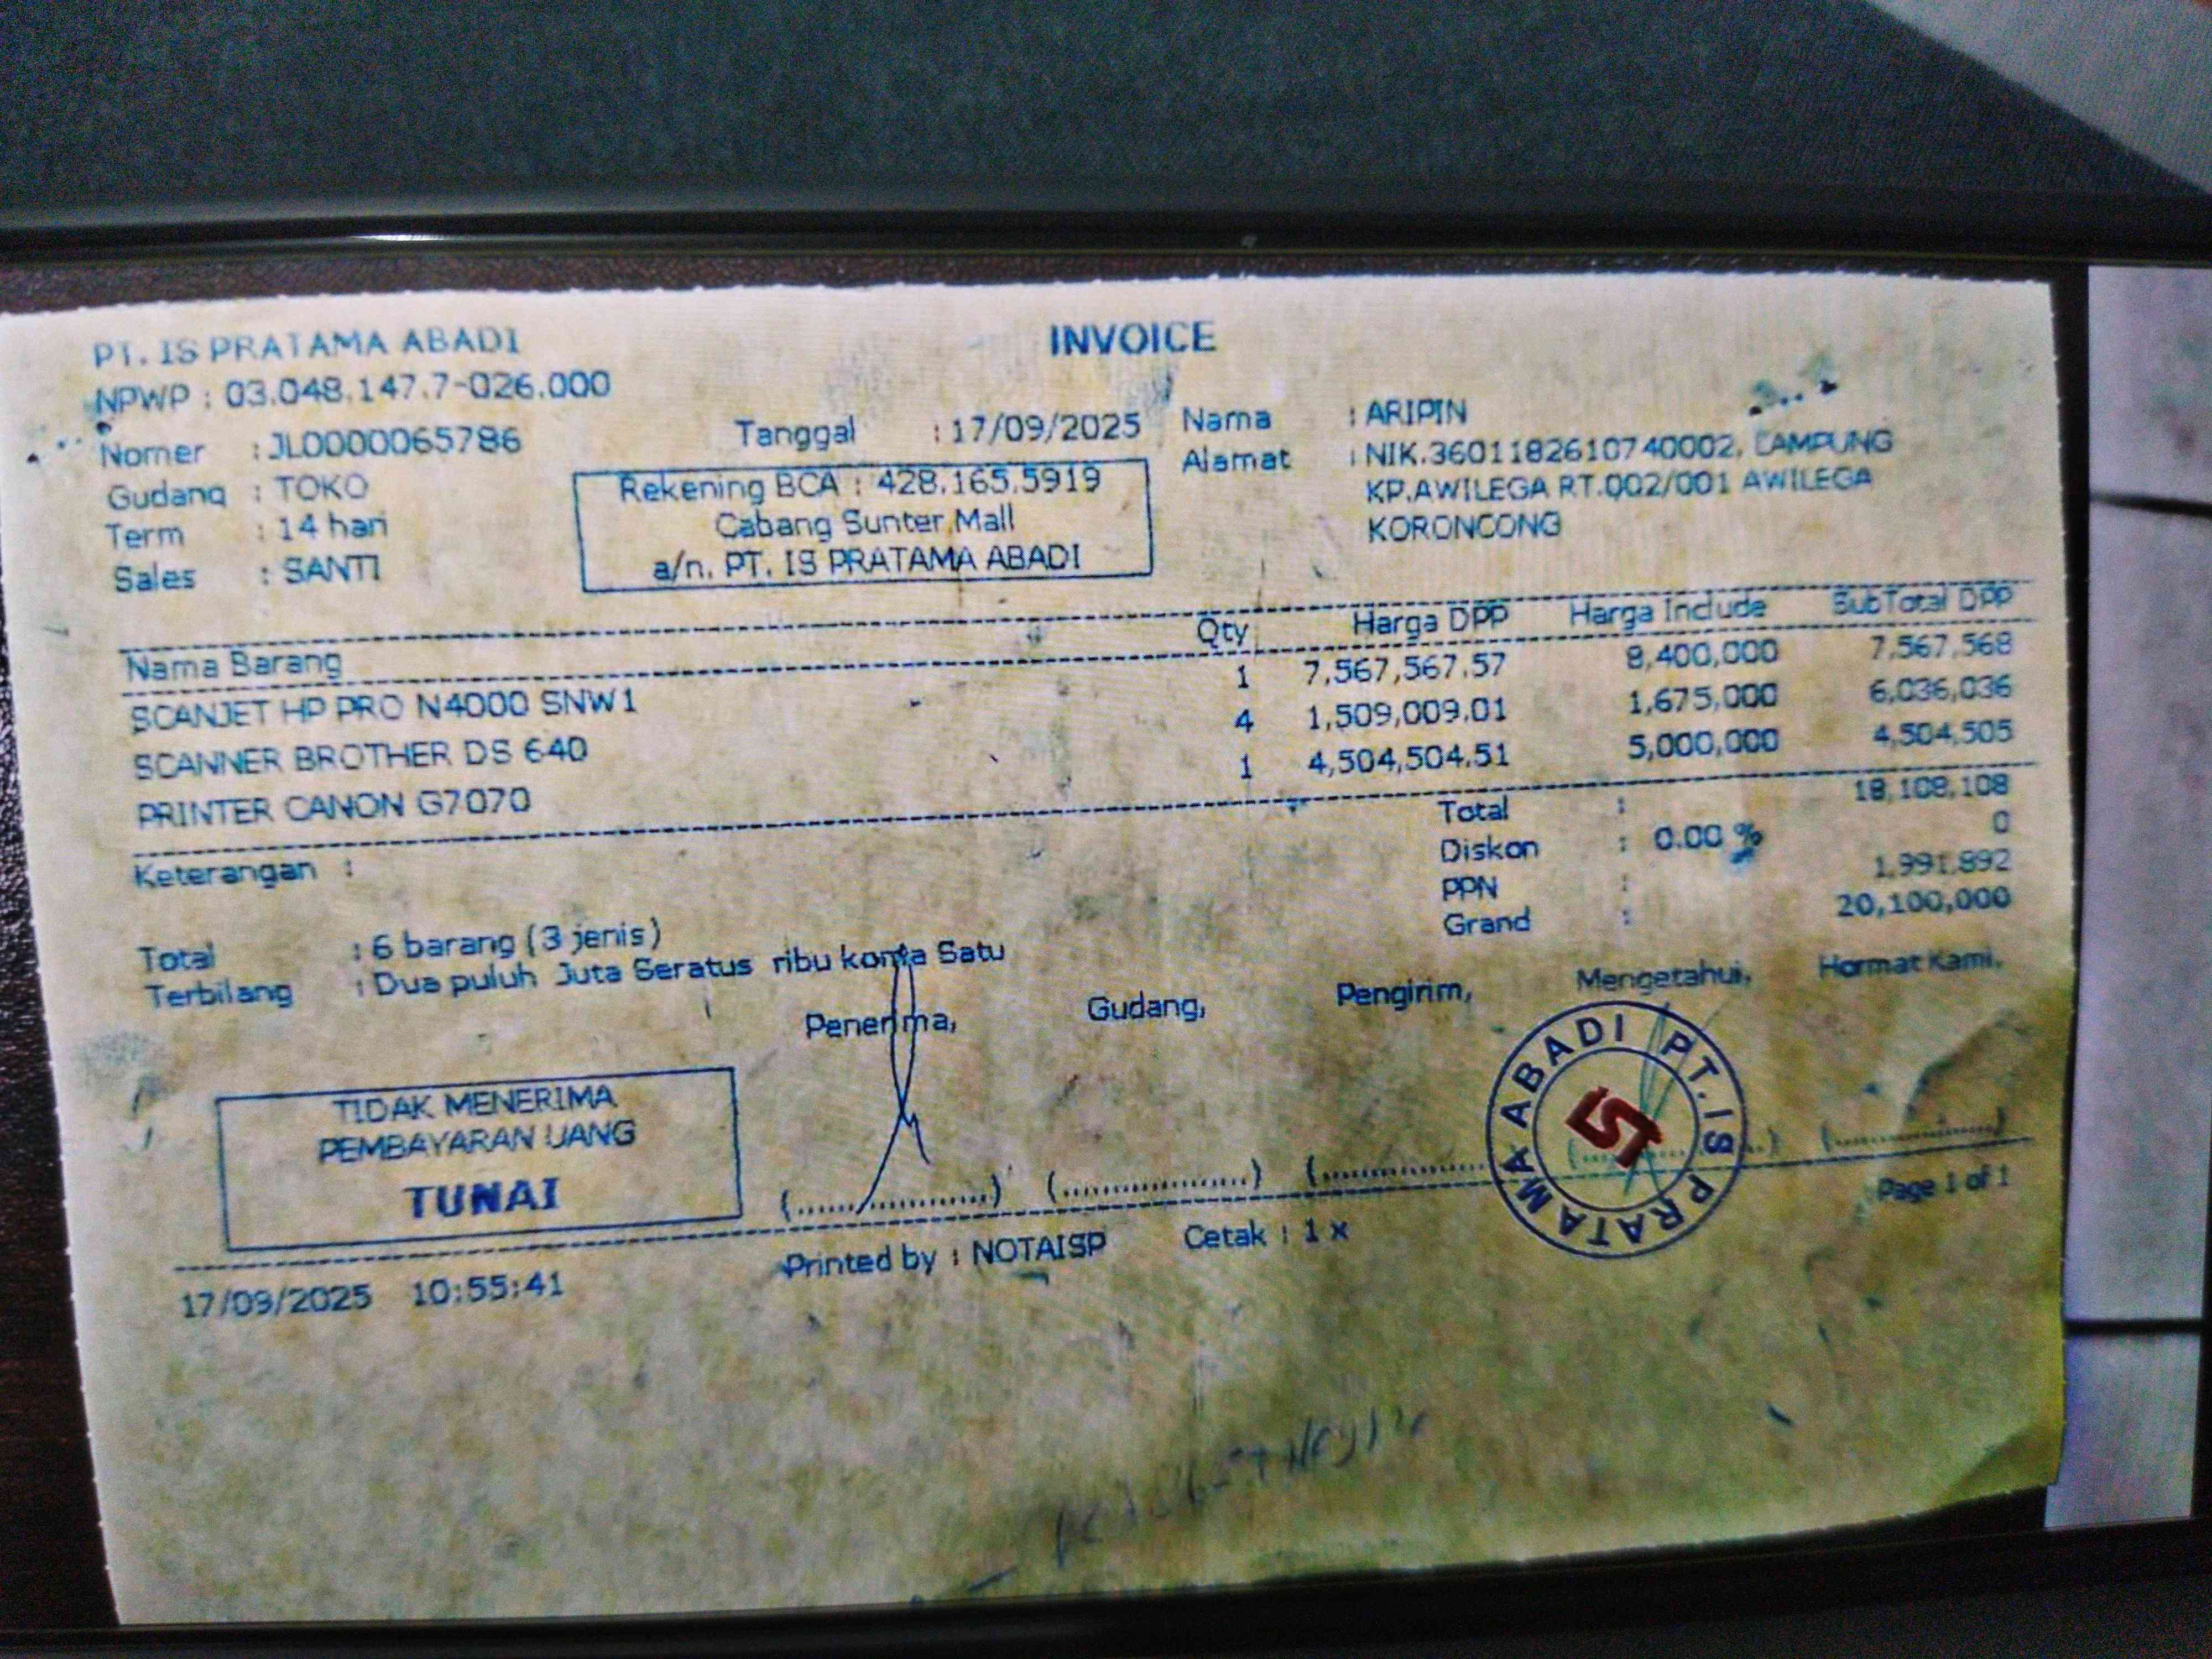 PT. IS PRATAMA ABADI
INVOICE
NPWP : 03.048.147.7-026.000
Nomer : JL0000065786
Gudang : TOKO
Term : 14 hari
Sales : SANTI
Tanggal : 17/09/2025
Rekening BCA : 428.165.5919
Cabang Sunter Mall
a/n. PT. IS PRATAMA ABADI
Nama : ARIPIN
Alamat : NIK.3601182610740002, LAMPUNG
KP.AWILEGA RT.002/001 AWILEGA
KORONCONG
Nama Barang Qty Harga DPP Harga Include SubTotal DPP
SCANJET HP PRO N4000 SNW1 1 7,567,567.57 8,400,000 7,567,568
SCANNER BROTHER DS 640 4 1,509,009.01 1,675,000 6,036,036
PRINTER CANON G7070 1 4,504,504.51 5,000,000 4,504,505
Keterangan :
Total : 18,108,108
Diskon : 0.00 % 0
PPN : 1,991,892
Grand : 20,100,000
Total : 6 barang (3 jenis)
Terbilang : Dua puluh Juta Seratus ribu Satu
Penerima, Gudang, Pengirim, Mengetahui, Hormat Kami,
TIDAK MENERIMA
PEMBAYARAN UANG
TUNAI
PT. IS PRATAMA ABADI
(....................) (....................) (.................... (....................) (....................)
17/09/2025 10:55:41 Printed by : NOTAISP Cetak : 1 x Page 1 of 1